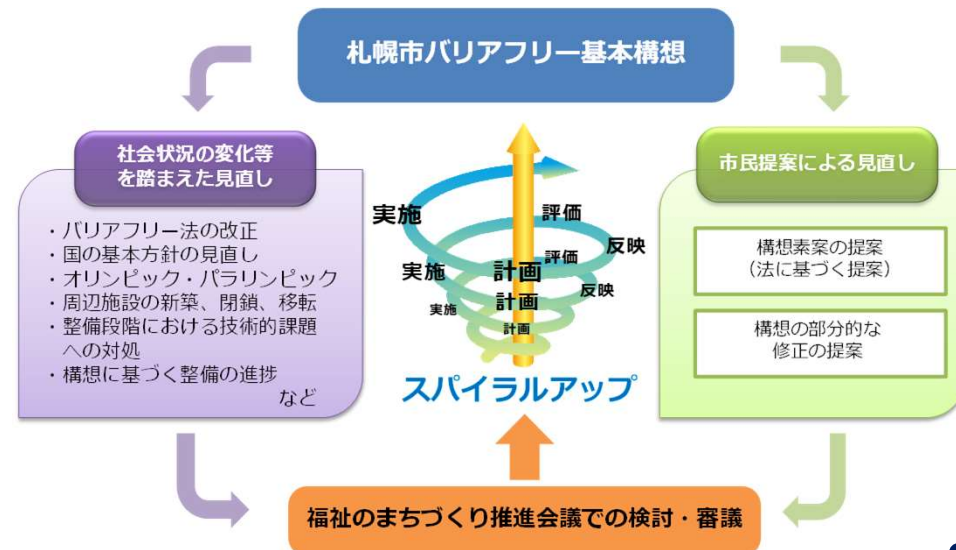 札幌市バリアフリー基本構想
社会状況の変化等
を踏まえた見直し
・バリアフリー法の改正
・国の基本方針の見直し
・オリンピック・パラリンピック
・周辺施設の新築、閉鎖、移転
・整備段階における技術的課題
への対処
・構想に基づく整備の進捗
など
実施
評価
反映
実施
計画
評価
反映
実施
計画
計画
スパイラルアップ
市民提案による見直し
構想素案の提案
（法に基づく提案）
構想の部分的な
修正の提案
福祉のまちづくり推進会議での検討・審議